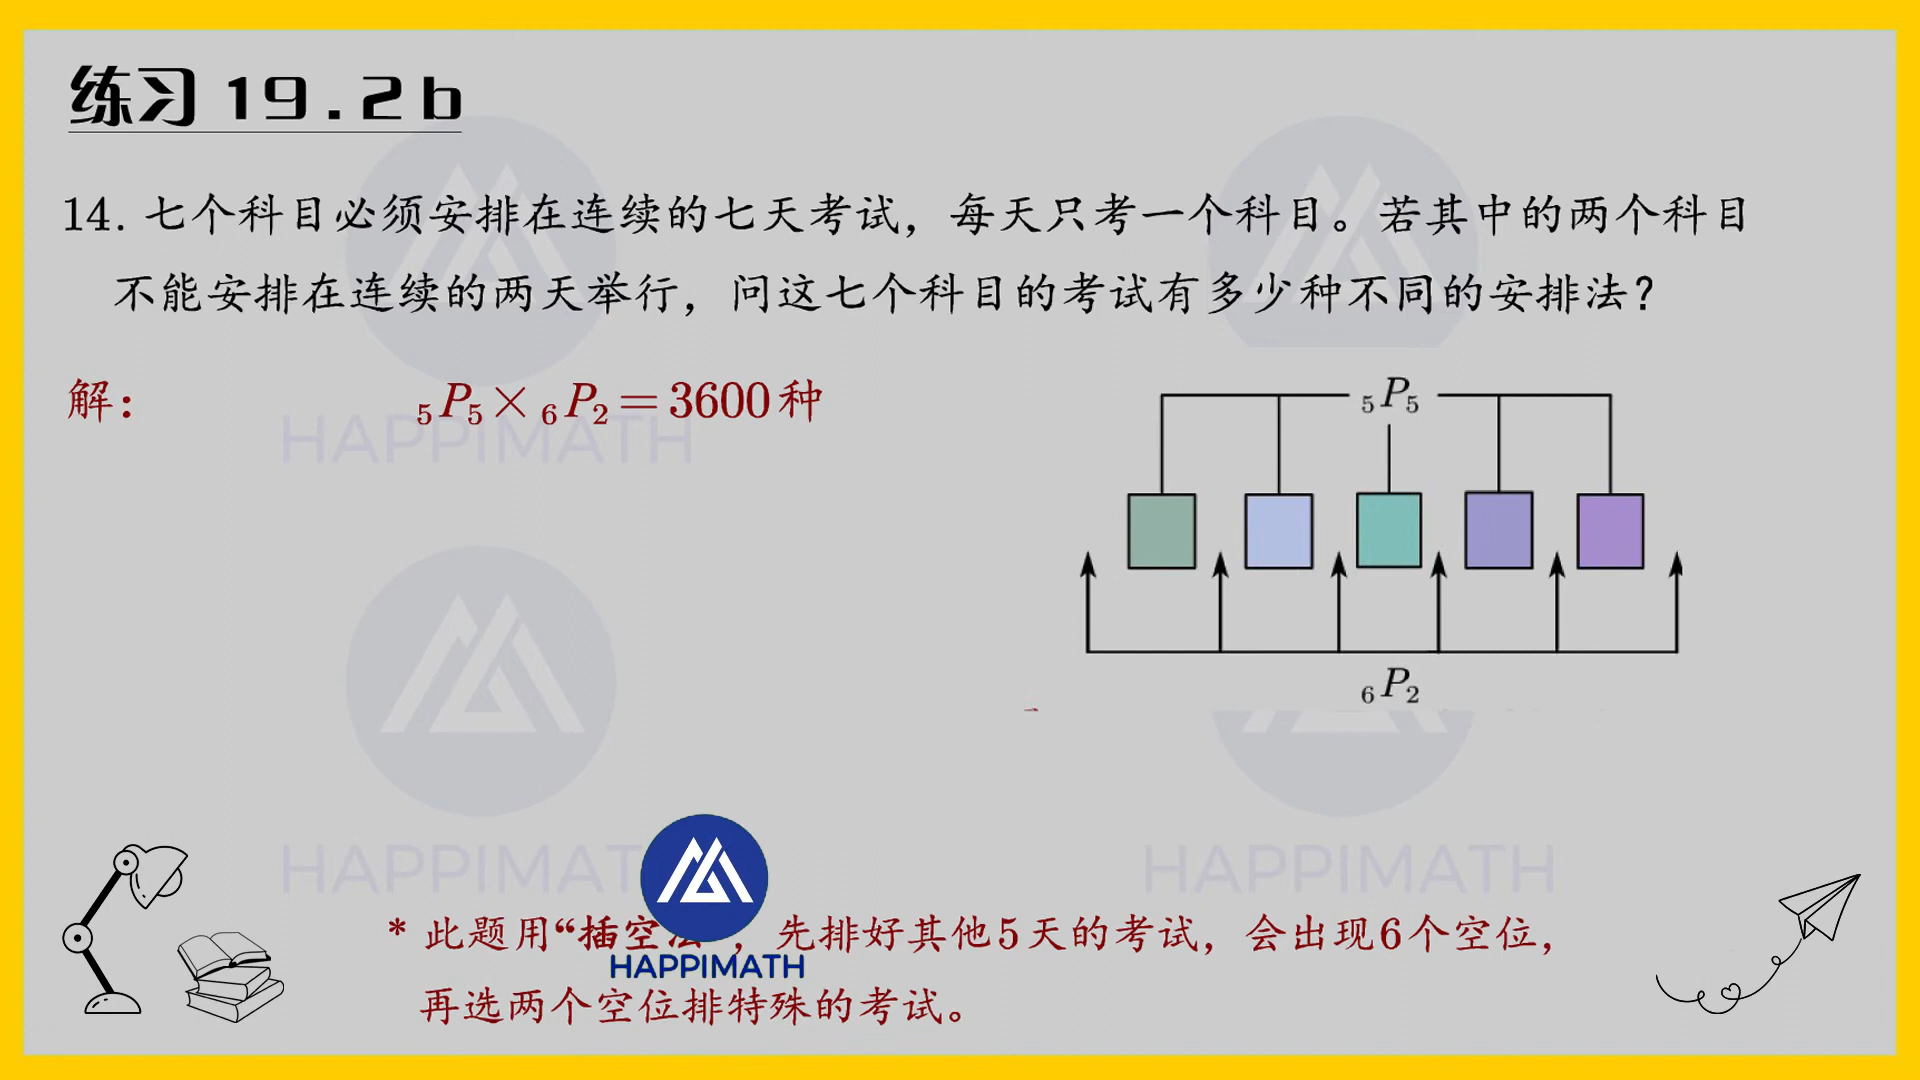 练习19.2b
14. 七个科目必须安排在连续的七天考试，每天只考一个科目。若其中的两个科目
不能安排在连续的两天举行，问这七个科目的考试有多少种不同的安排法？
解： ₅P₅×₆P₂=3600种
₅P₅
₆P₂
HAPPIMATH
HAPPIMAT
HAPPIMATH
* 此题用“插空法”，先排好其他5天的考试，会出现6个空位，
HAPPIMATH
再选两个空位排特殊的考试。